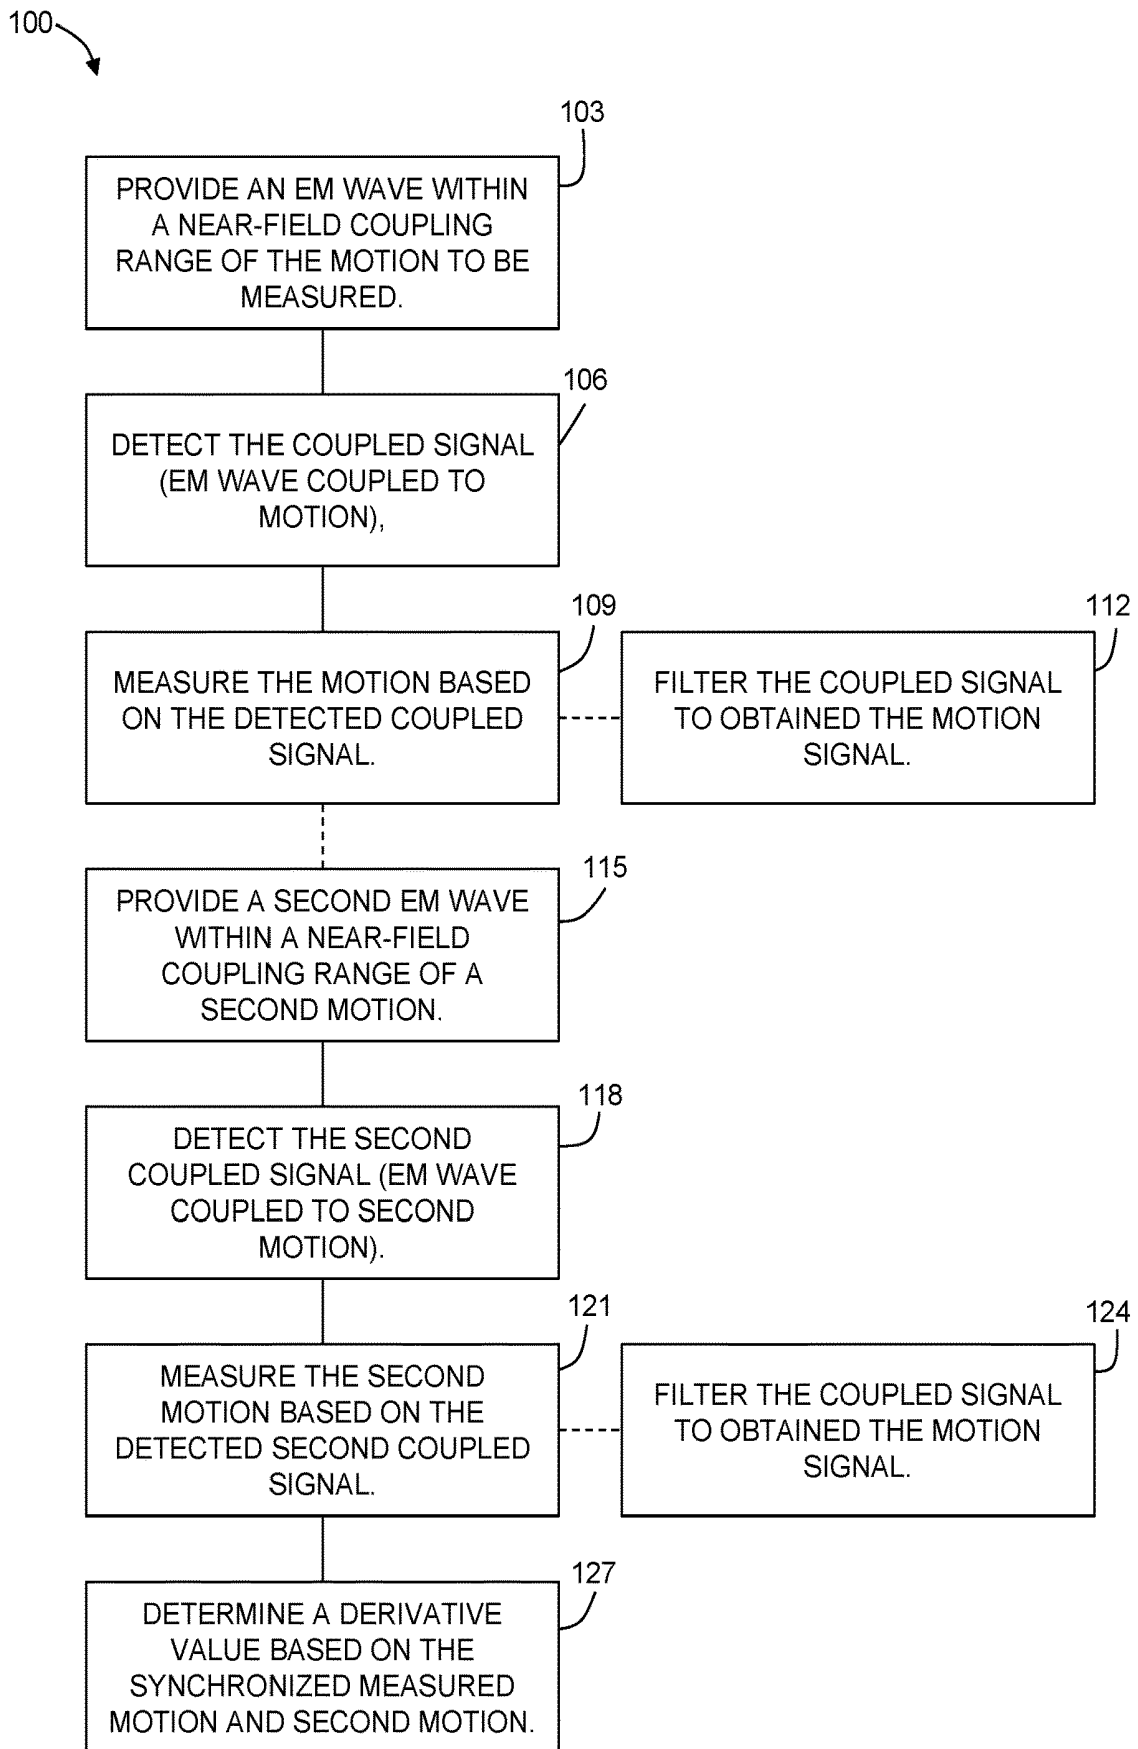 100
103
PROVIDE AN EM WAVE WITHIN
A NEAR-FIELD COUPLING
RANGE OF THE MOTION TO BE
MEASURED.
106
DETECT THE COUPLED SIGNAL
(EM WAVE COUPLED TO
MOTION),
109
MEASURE THE MOTION BASED
ON THE DETECTED COUPLED
SIGNAL.
112
FILTER THE COUPLED SIGNAL
TO OBTAINED THE MOTION
SIGNAL.
115
PROVIDE A SECOND EM WAVE
WITHIN A NEAR-FIELD
COUPLING RANGE OF A
SECOND MOTION.
118
DETECT THE SECOND
COUPLED SIGNAL (EM WAVE
COUPLED TO SECOND
MOTION).
121
MEASURE THE SECOND
MOTION BASED ON THE
DETECTED SECOND COUPLED
SIGNAL.
124
FILTER THE COUPLED SIGNAL
TO OBTAINED THE MOTION
SIGNAL.
127
DETERMINE A DERIVATIVE
VALUE BASED ON THE
SYNCHRONIZED MEASURED
MOTION AND SECOND MOTION.